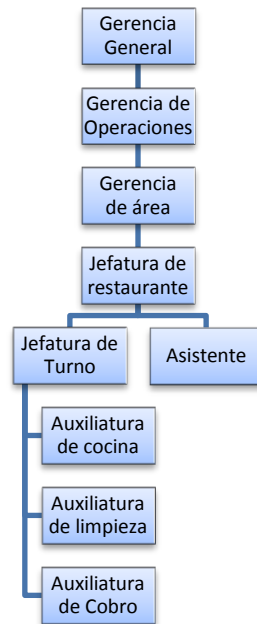 Gerencia
General
Gerencia de
Operaciones
Gerencia
de área
Jefatura de
restaurante
Jefatura de
Turno
Asistente
Auxiliatura
de cocina
Auxiliatura
de limpieza
Auxiliatura
de Cobro